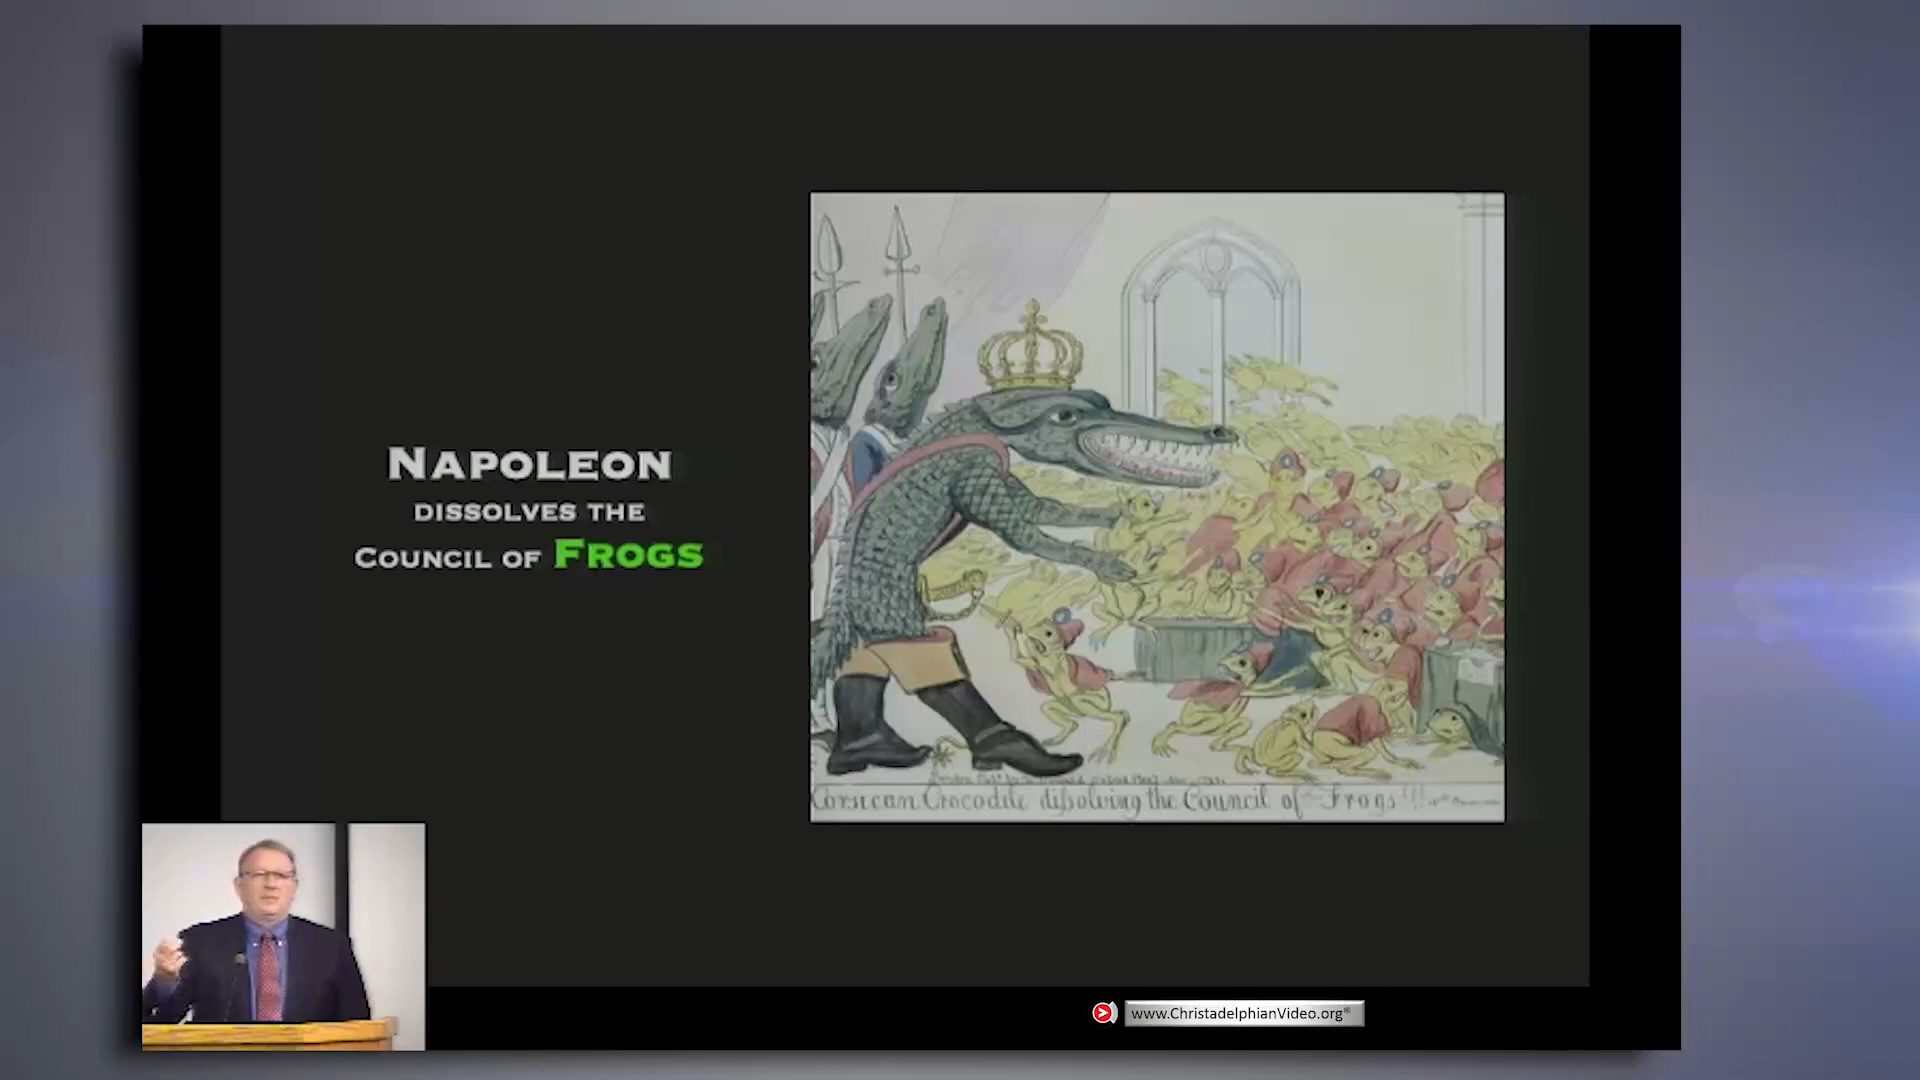 NAPOLEON
DISSOLVES THE
COUNCIL OF FROGS
Corsican Crocodile dissolving the Council of Frogs!!!
www.ChristadelphianVideo.org®